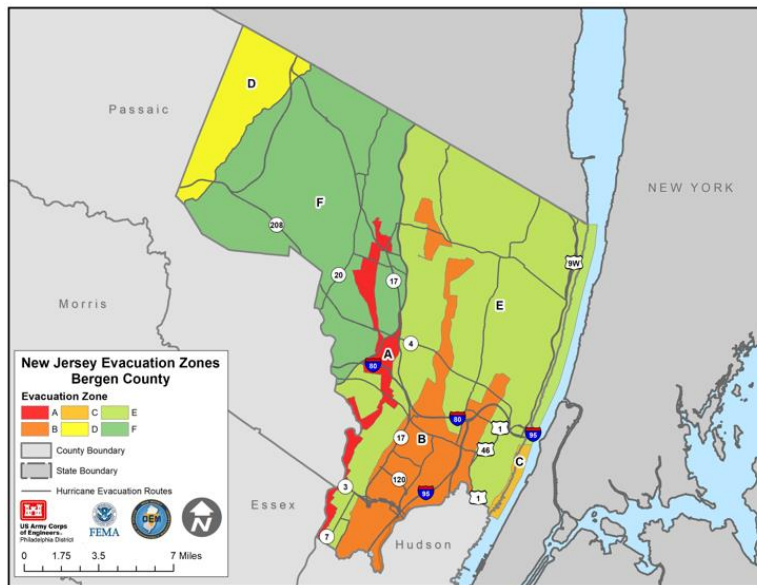 D
Passaic
NEW YORK
F
208
9W
20
17
Morris
E
A
4
80
New Jersey Evacuation Zones
Bergen County
Evacuation Zone
A
C
E
B
D
F
County Boundary
State Boundary
Hurricane Evacuation Routes
US Army Corps
of Engineers.
Philadelphia District
FEMA
OEM
N
0 1.75 3.5 7 Miles
80
1
95
17
B
46
C
120
3
95
1
Essex
7
Hudson